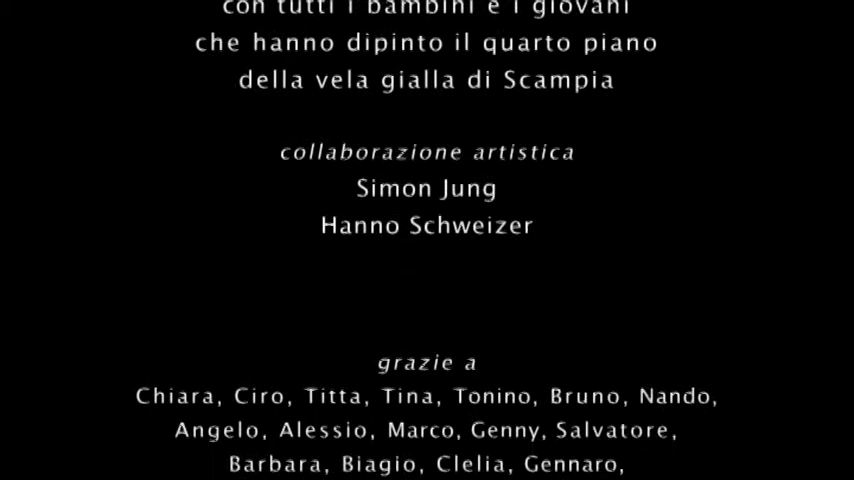 con tutti i bambini e i giovani
che hanno dipinto il quarto piano
della vela gialla di Scampia
collaborazione artistica
Simon Jung
Hanno Schweizer
grazie a
Chiara, Ciro, Titta, Tina, Tonino, Bruno, Nando,
Angelo, Alessio, Marco, Genny, Salvatore,
Barbara, Biagio, Clelia, Gennaro,